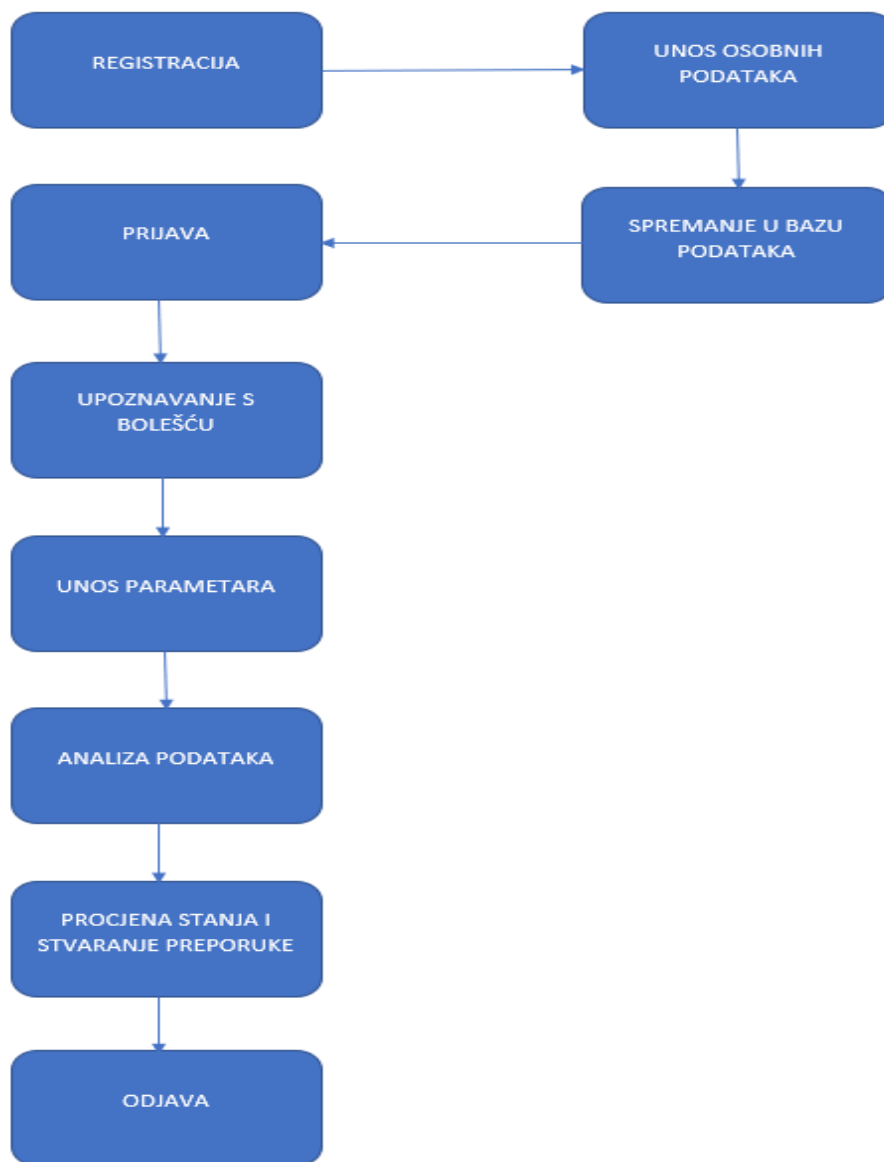 REGISTRACIJA
UNOS OSOBNIH
PODATAKA
SPREMANJE U BAZU
PODATAKA
PRIJAVA
UPOZNAVANJE S
BOLEŠĆU
UNOS PARAMETARA
ANALIZA PODATAKA
PROCJENA STANJA I
STVARANJE PREPORUKE
ODJAVA